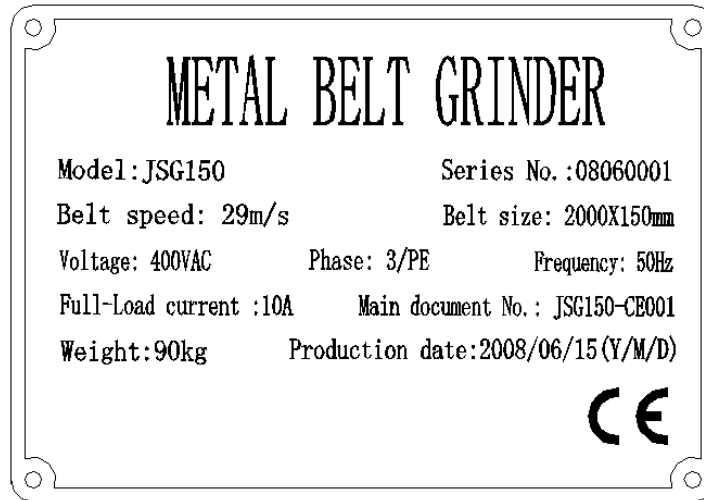 METAL BELT GRINDER
Model:JSG150 Series No.:08060001
Belt speed: 29m/s Belt size: 2000X150mm
Voltage: 400VAC Phase: 3/PE Frequency: 50Hz
Full-Load current :10A Main document No.: JSG150-CE001
Weight:90kg Production date:2008/06/15(Y/M/D)
CE